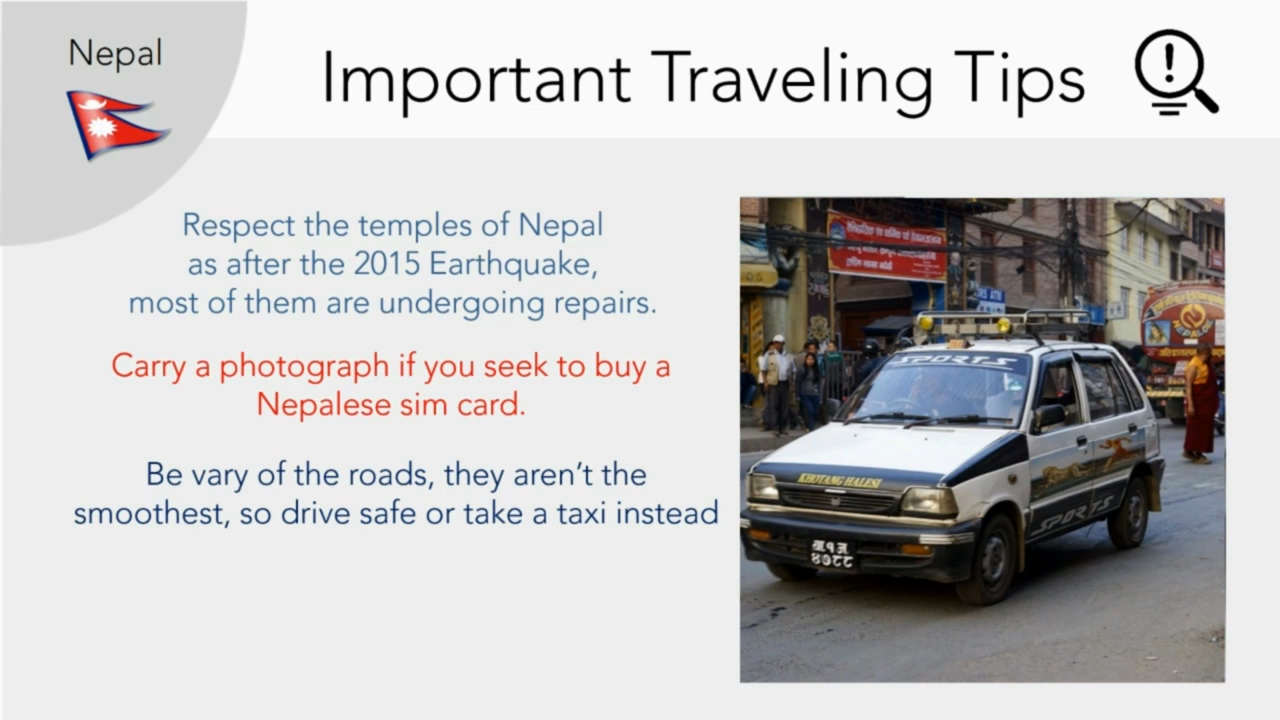 Nepal
Important Traveling Tips
Respect the temples of Nepal
as after the 2015 Earthquake,
most of them are undergoing repairs.
Carry a photograph if you seek to buy a
Nepalese sim card.
Be vary of the roads, they aren't the
smoothest, so drive safe or take a taxi instead
SPORTS
KHOTANG HALESI
SPORTS